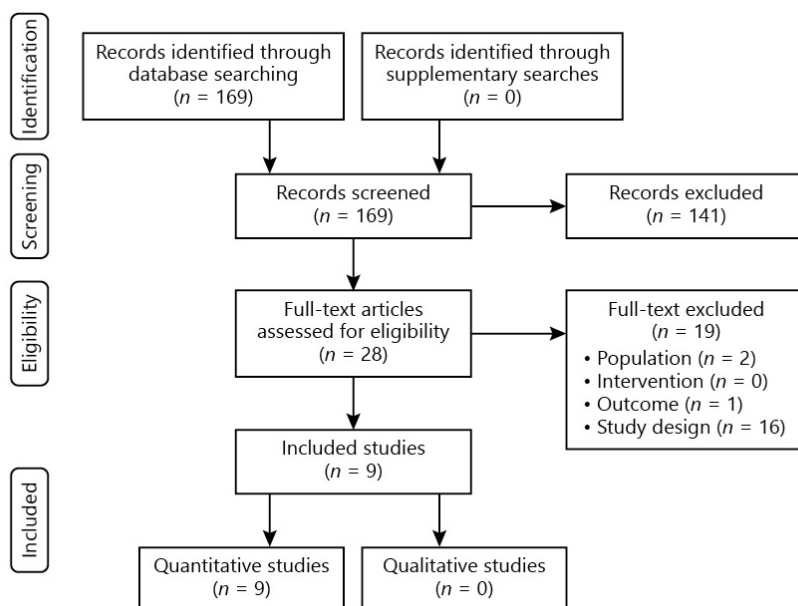 Identification
Records identified through
database searching
(n = 169)
Records identified through
supplementary searches
(n = 0)
Screening
Records screened
(n = 169)
Records excluded
(n = 141)
Eligibility
Full-text articles
assessed for eligibility
(n = 28)
Full-text excluded
(n = 19)
• Population (n = 2)
• Intervention (n = 0)
• Outcome (n = 1)
• Study design (n = 16)
Included studies
(n = 9)
Included
Quantitative studies
(n = 9)
Qualitative studies
(n = 0)